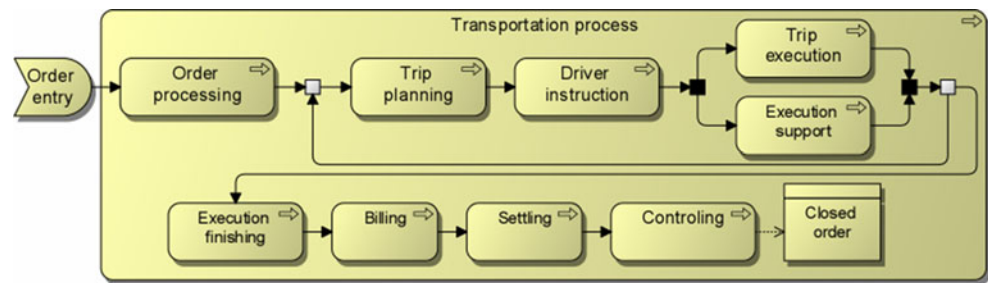 Transportation process
Order
entry
Order
processing
Trip
planning
Driver
instruction
Trip
execution
Execution
support
Execution
finishing
Billing
Settling
Controling
Closed
order